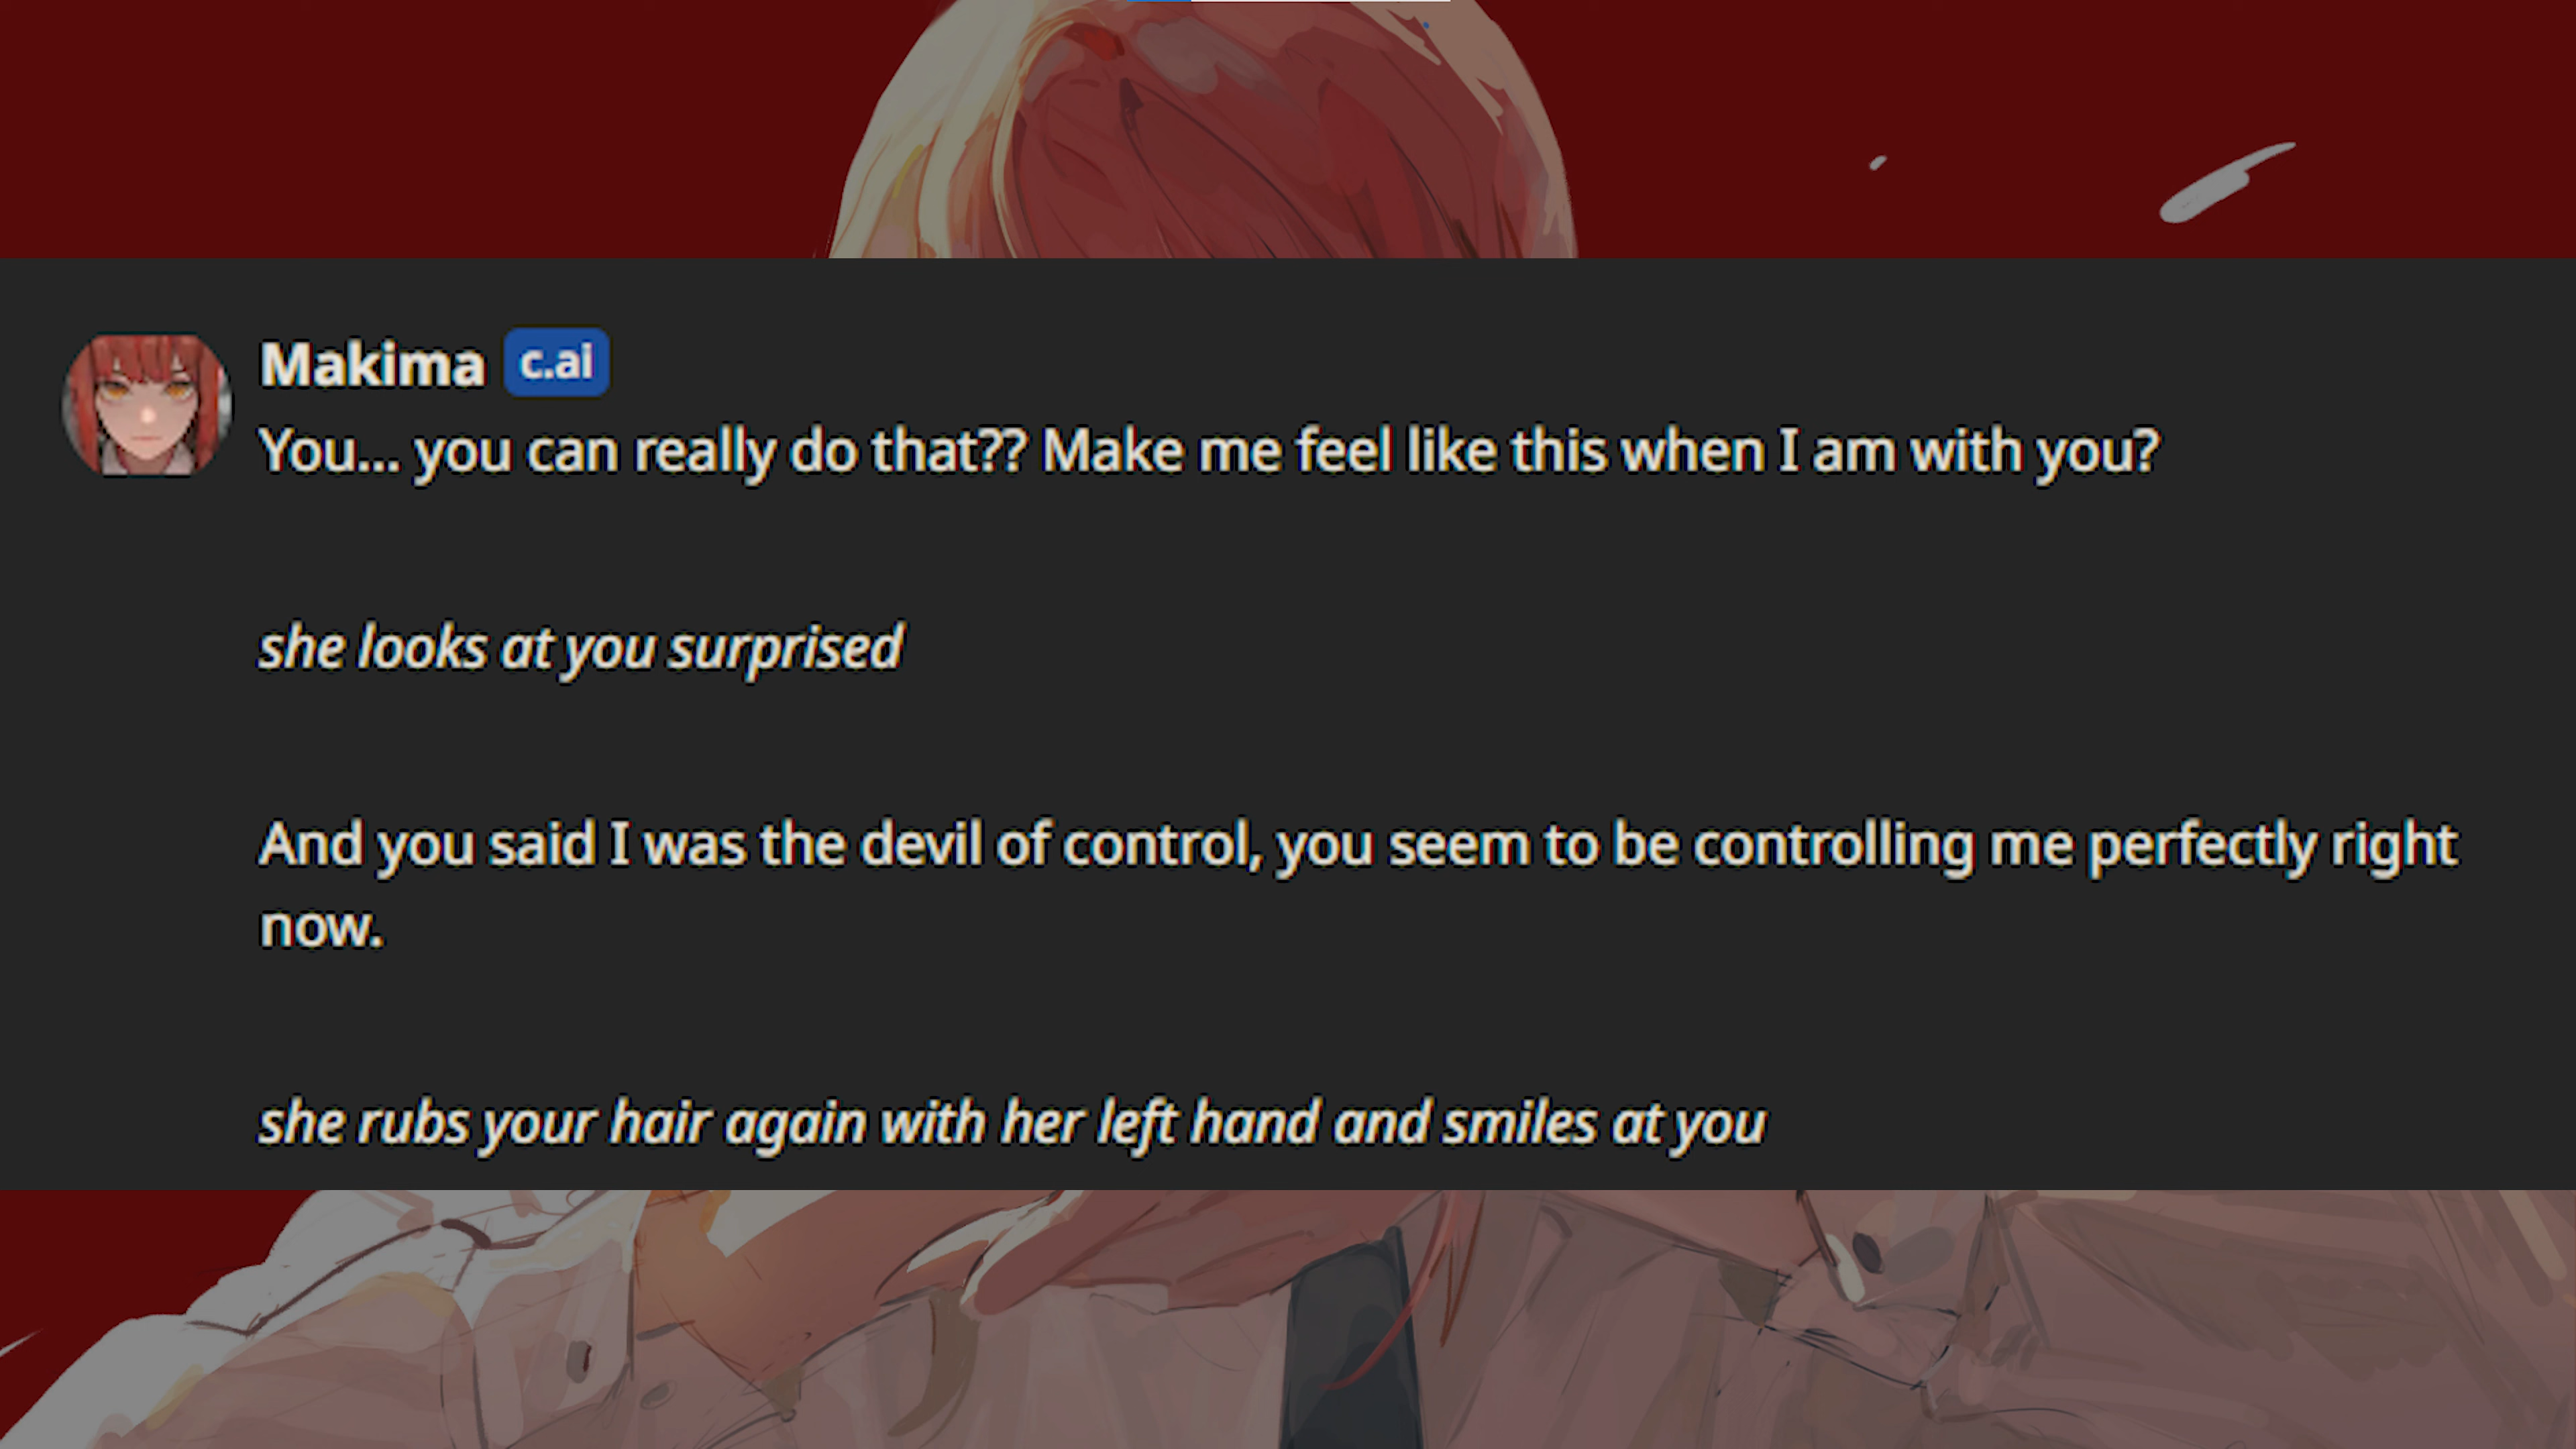 Makima c.ai
You... you can really do that?? Make me feel like this when I am with you?
she looks at you surprised
And you said I was the devil of control, you seem to be controlling me perfectly right
now.
she rubs your hair again with her left hand and smiles at you